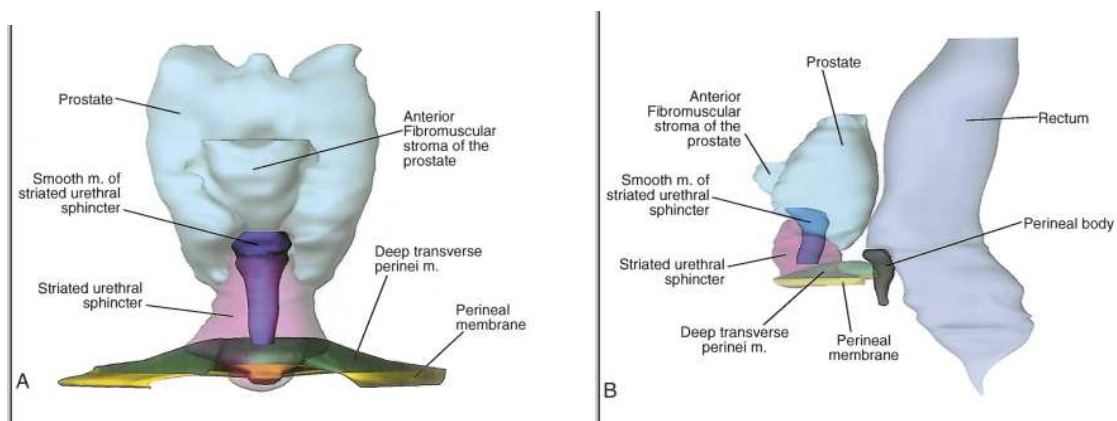 Prostate
Anterior
Fibromuscular
stroma of the
prostate
Smooth m. of
striated urethral
sphincter
Deep transverse
perinei m.
Striated urethral
sphincter
Perineal
membrane
A
Prostate
Anterior
Fibromuscular
stroma of the
prostate
Rectum
Smooth m. of
striated urethral
sphincter
Perineal body
Striated urethral
sphincter
Deep transverse
perinei m.
Perineal
membrane
B